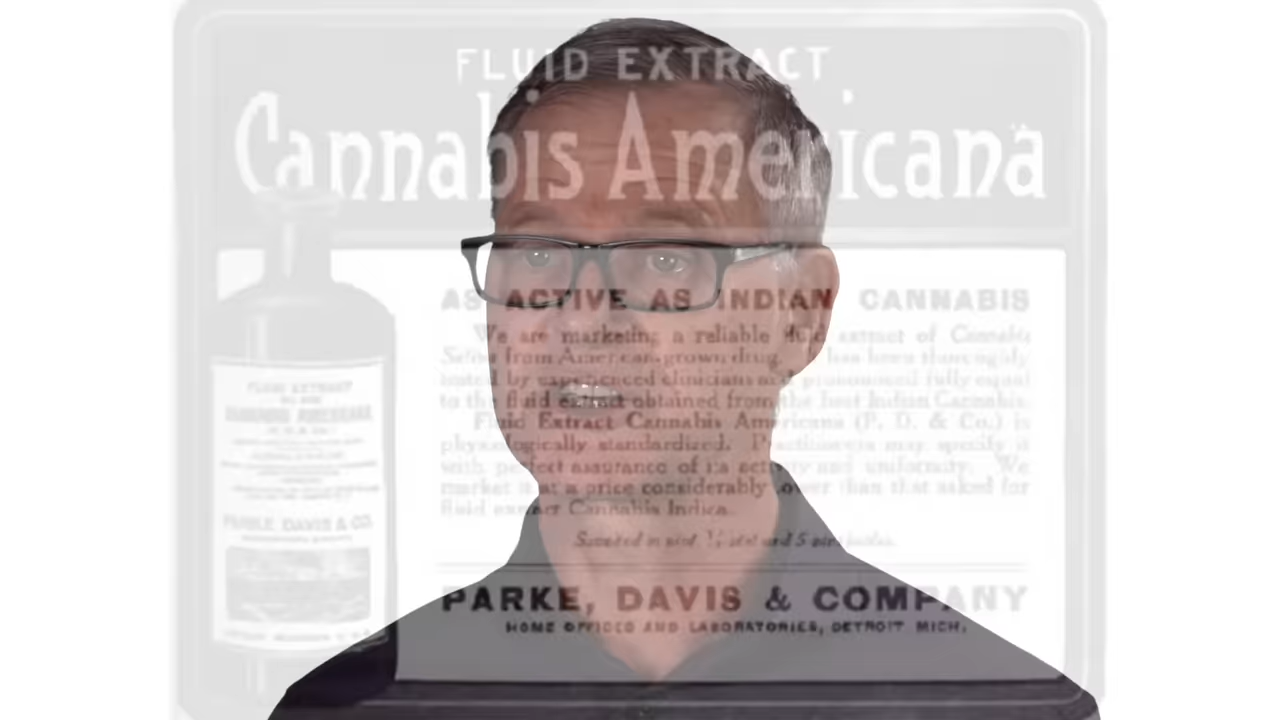 FLUID EXTRACT
Cannabis Americana
AS ACTIVE AS INDIAN CANNABIS
We are marketing a reliable fluid extract of Cannabis
Sativa from American-grown drug. It has been thoroughly
tested by experienced clinicians and pronounced fully equal
to the fluid extract obtained from the best Indian Cannabis.
Fluid Extract Cannabis Americana (P. D. & Co.) is
physiologically standardized. Practitioners may specify it
with perfect assurance of its activity and uniformity. We
market it at a price considerably lower than that asked for
fluid extract Cannabis Indica.
Supplied in pint, ½-pint and 5-pint bottles.
PARKE, DAVIS & COMPANY
HOME OFFICES AND LABORATORIES, DETROIT MICH.
FLUID EXTRACT
CANNABIS AMERICANA
PARKE, DAVIS & CO.